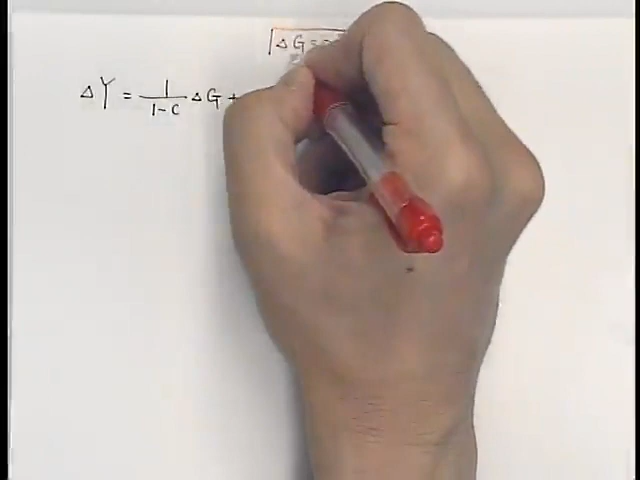 ΔG =
ΔY = 1/(1-c) ΔG +